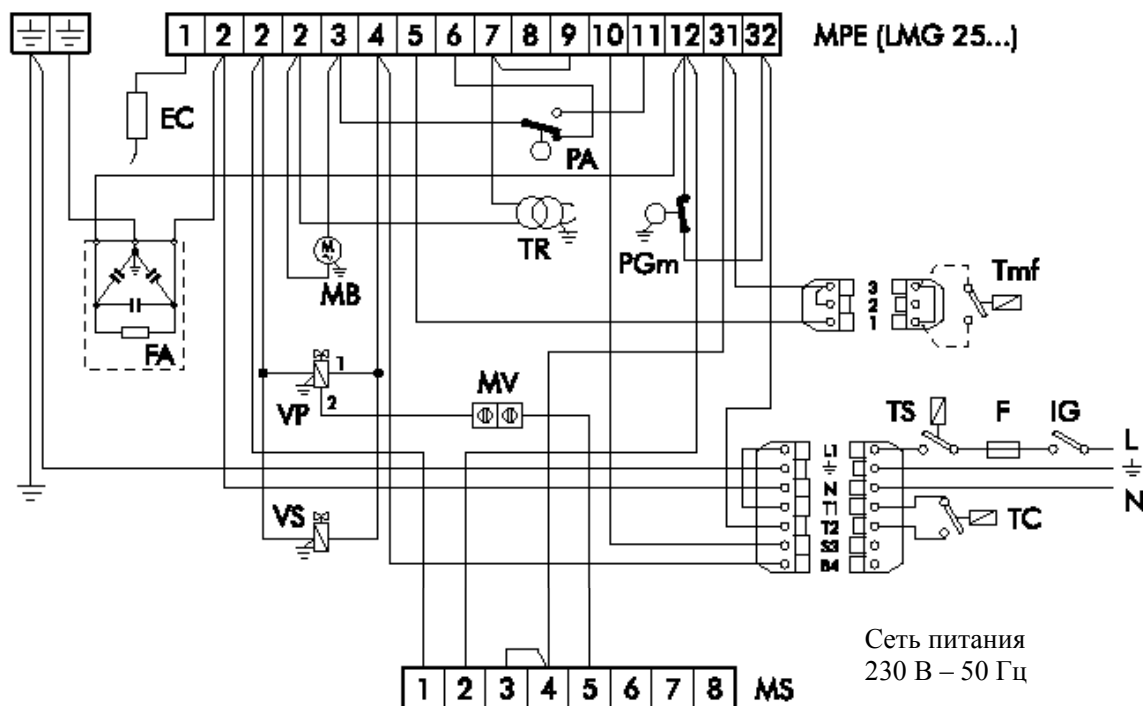 1 2 2 2 3 4 5 6 7 8 9 10 11 12 31 32 MPE (LMG 25...)
EC
PA
TR
PGm
M
MB
FA
3
2
1
Tmf
1
2
VP
MV
TS F IG L
L1
N
T1
T2
S3
B4
N
TC
VS
Сеть питания
230 В – 50 Гц
1 2 3 4 5 6 7 8 MS